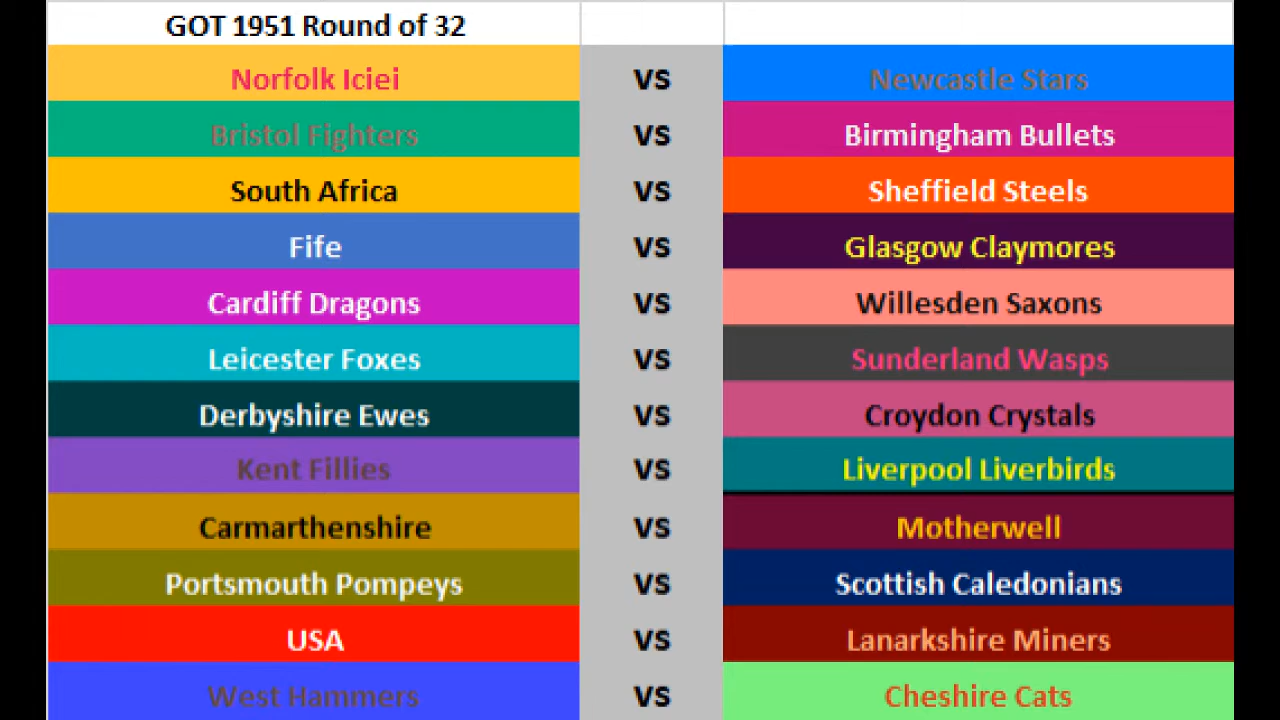 GOT 1951 Round of 32
Norfolk Iciei VS Newcastle Stars
Bristol Fighters VS Birmingham Bullets
South Africa VS Sheffield Steels
Fife VS Glasgow Claymores
Cardiff Dragons VS Willesden Saxons
Leicester Foxes VS Sunderland Wasps
Derbyshire Ewes VS Croydon Crystals
Kent Fillies VS Liverpool Liverbirds
Carmarthenshire VS Motherwell
Portsmouth Pompeys VS Scottish Caledonians
USA VS Lanarkshire Miners
West Hammers VS Cheshire Cats